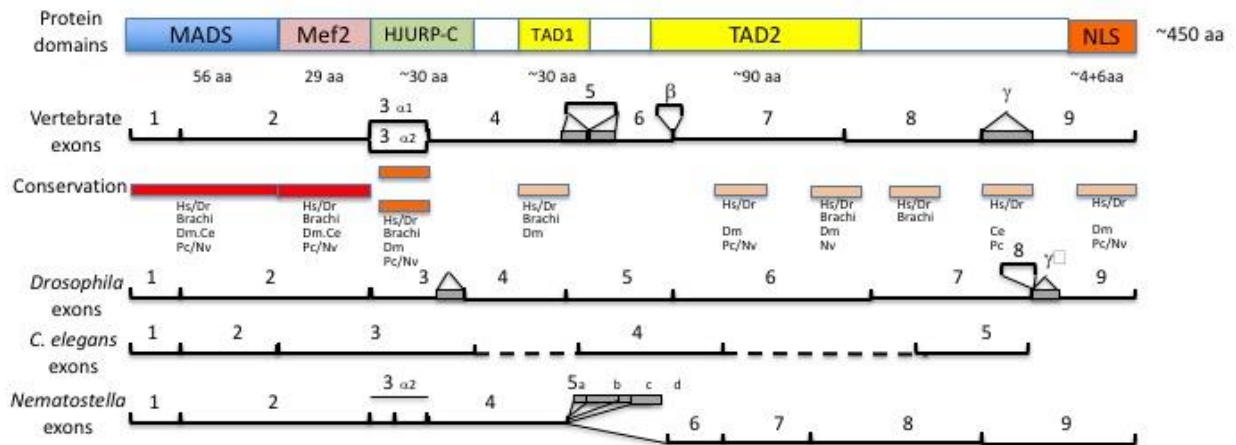 Protein domains MADS Mef2 HJURP-C TAD1 TAD2 NLS ~450 aa
56 aa 29 aa ~30 aa ~30 aa ~90 aa ~4+6aa
Vertebrate exons 1 2 3 α1 3 α2 4 5 6 β 7 8 γ 9
Conservation
Hs/Dr Hs/Dr Hs/Dr Hs/Dr Hs/Dr Hs/Dr Hs/Dr Hs/Dr Hs/Dr
Brachi Brachi Brachi Brachi Brachi Brachi
Dm.Ce Dm.Ce Dm Dm Dm Dm Ce Dm
Pc/Nv Pc/Nv Pc/Nv Pc/Nv Nv Pc Pc/Nv
Drosophila exons 1 2 3 4 5 6 7 8 γ□ 9
C. elegans exons 1 2 3 4 5
Nematostella exons 1 2 3 α2 4 5a b c d 6 7 8 9